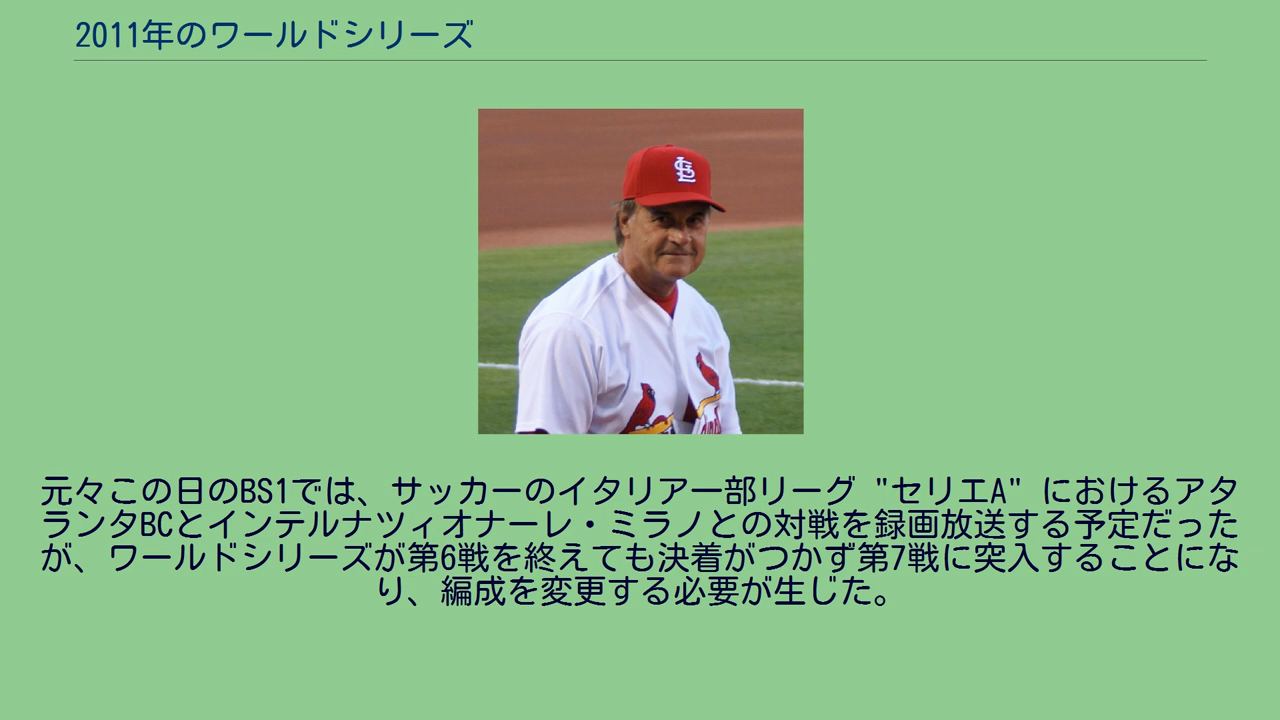 2011年のワールドシリーズ
元々この日のBS1では、サッカーのイタリア一部リーグ "セリエA" におけるアタ
ランタBCとインテルナツィオナーレ・ミラノとの対戦を録画放送する予定だった
が、ワールドシリーズが第6戦を終えても決着がつかず第7戦に突入することにな
り、編成を変更する必要が生じた。